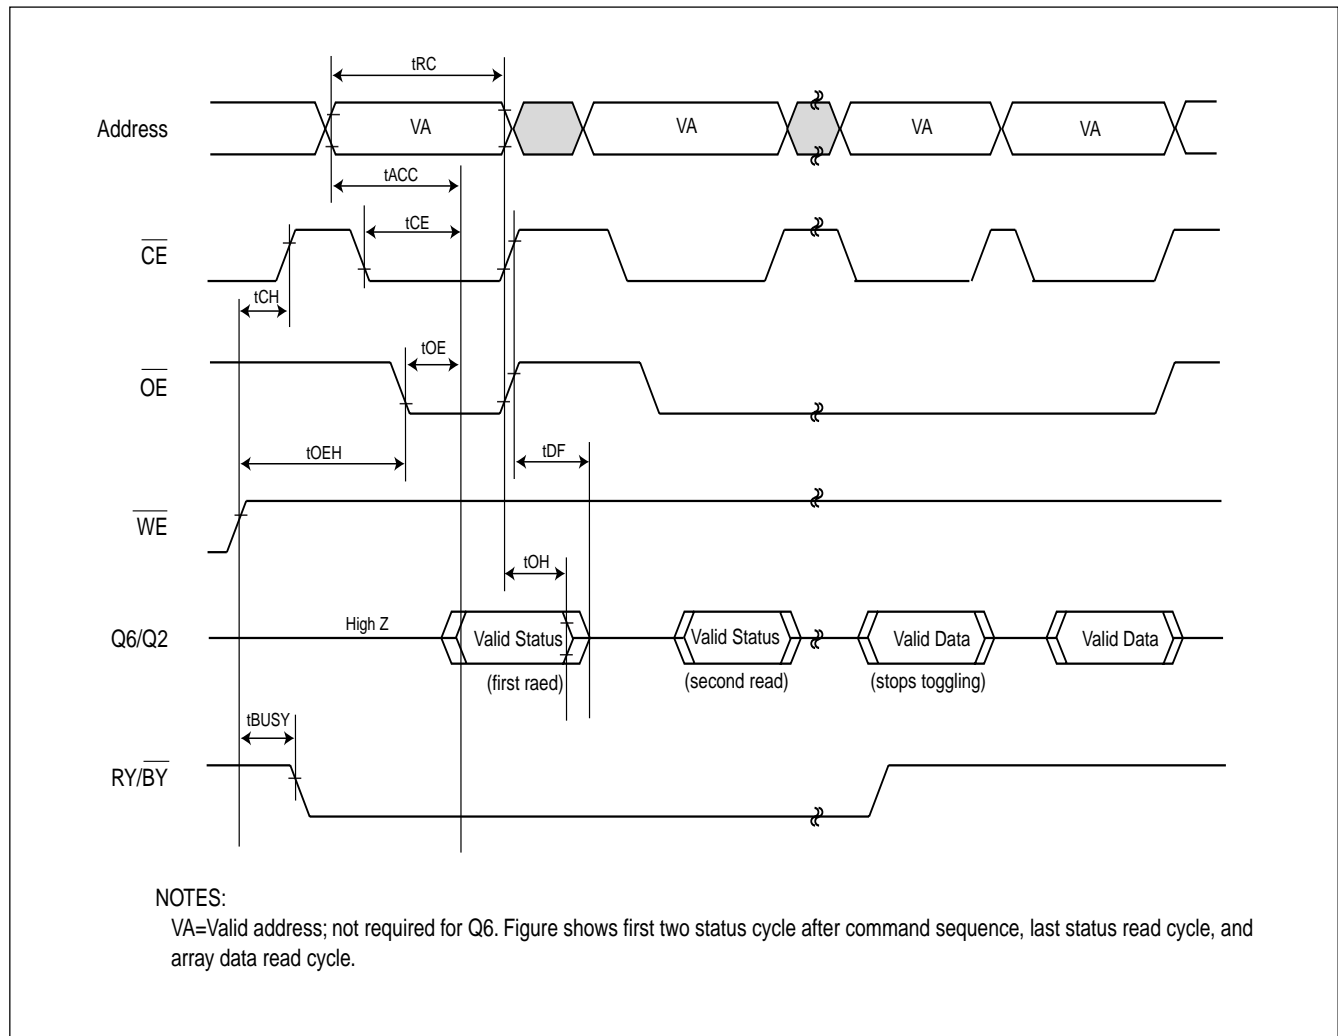 tRC
Address
VA
VA
VA
VA
tACC
tCE
CE
tCH
tOE
OE
tOEH
tDF
WE
tOH
Q6/Q2
High Z
Valid Status
Valid Status
Valid Data
Valid Data
(first raed)
(second read)
(stops toggling)
tBUSY
RY/BY
NOTES:
VA=Valid address; not required for Q6. Figure shows first two status cycle after command sequence, last status read cycle, and
array data read cycle.